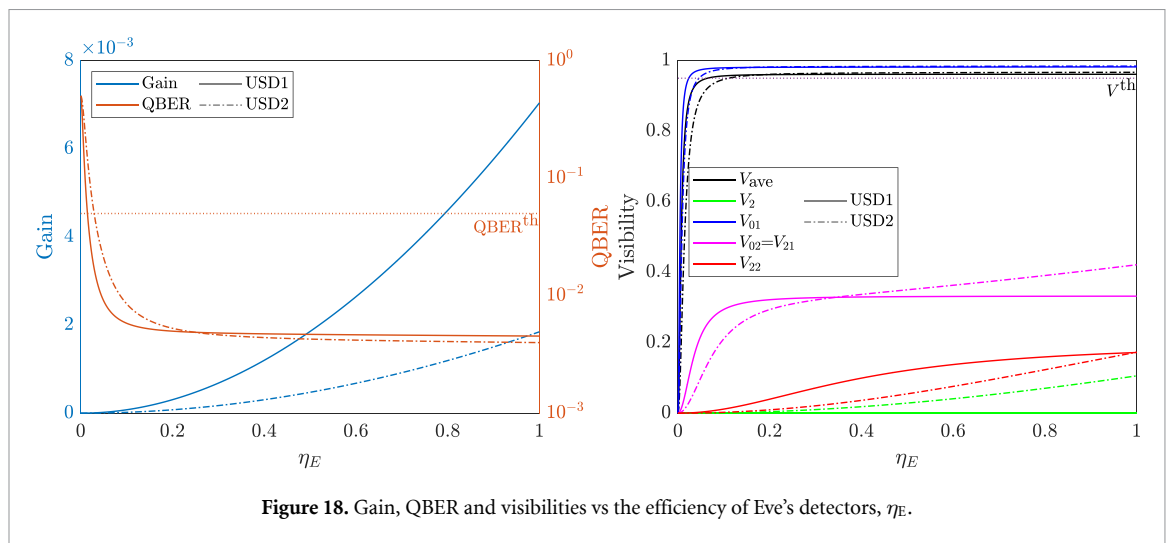 ×10⁻³
8
6
4
2
0
Gain
Gain
QBER
USD1
USD2
QBERᵗʰ
10⁰
10⁻¹
10⁻²
10⁻³
QBER
0 0.2 0.4 0.6 0.8 1
η_E
1
0.8
0.6
0.4
0.2
0
Visibility
Vᵗʰ
V_ave
V_2
V_01
V_02=V_21
V_22
USD1
USD2
0 0.2 0.4 0.6 0.8 1
η_E
Figure 18. Gain, QBER and visibilities vs the efficiency of Eve's detectors, η_E.